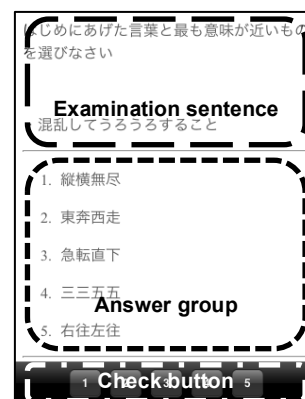 はじめにあげた言葉と最も意味が近いもの
を選びなさい
Examination sentence
混乱してうろうろすること
1. 縦横無尽
2. 東奔西走
3. 急転直下
4. 三三五五
Answer group
5. 右往左往
1 Check button 5